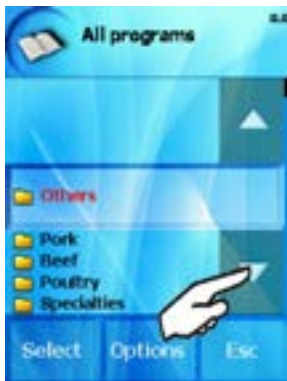 All programs
Others
Pork
Beef
Poultry
Specialties
Select Options Esc